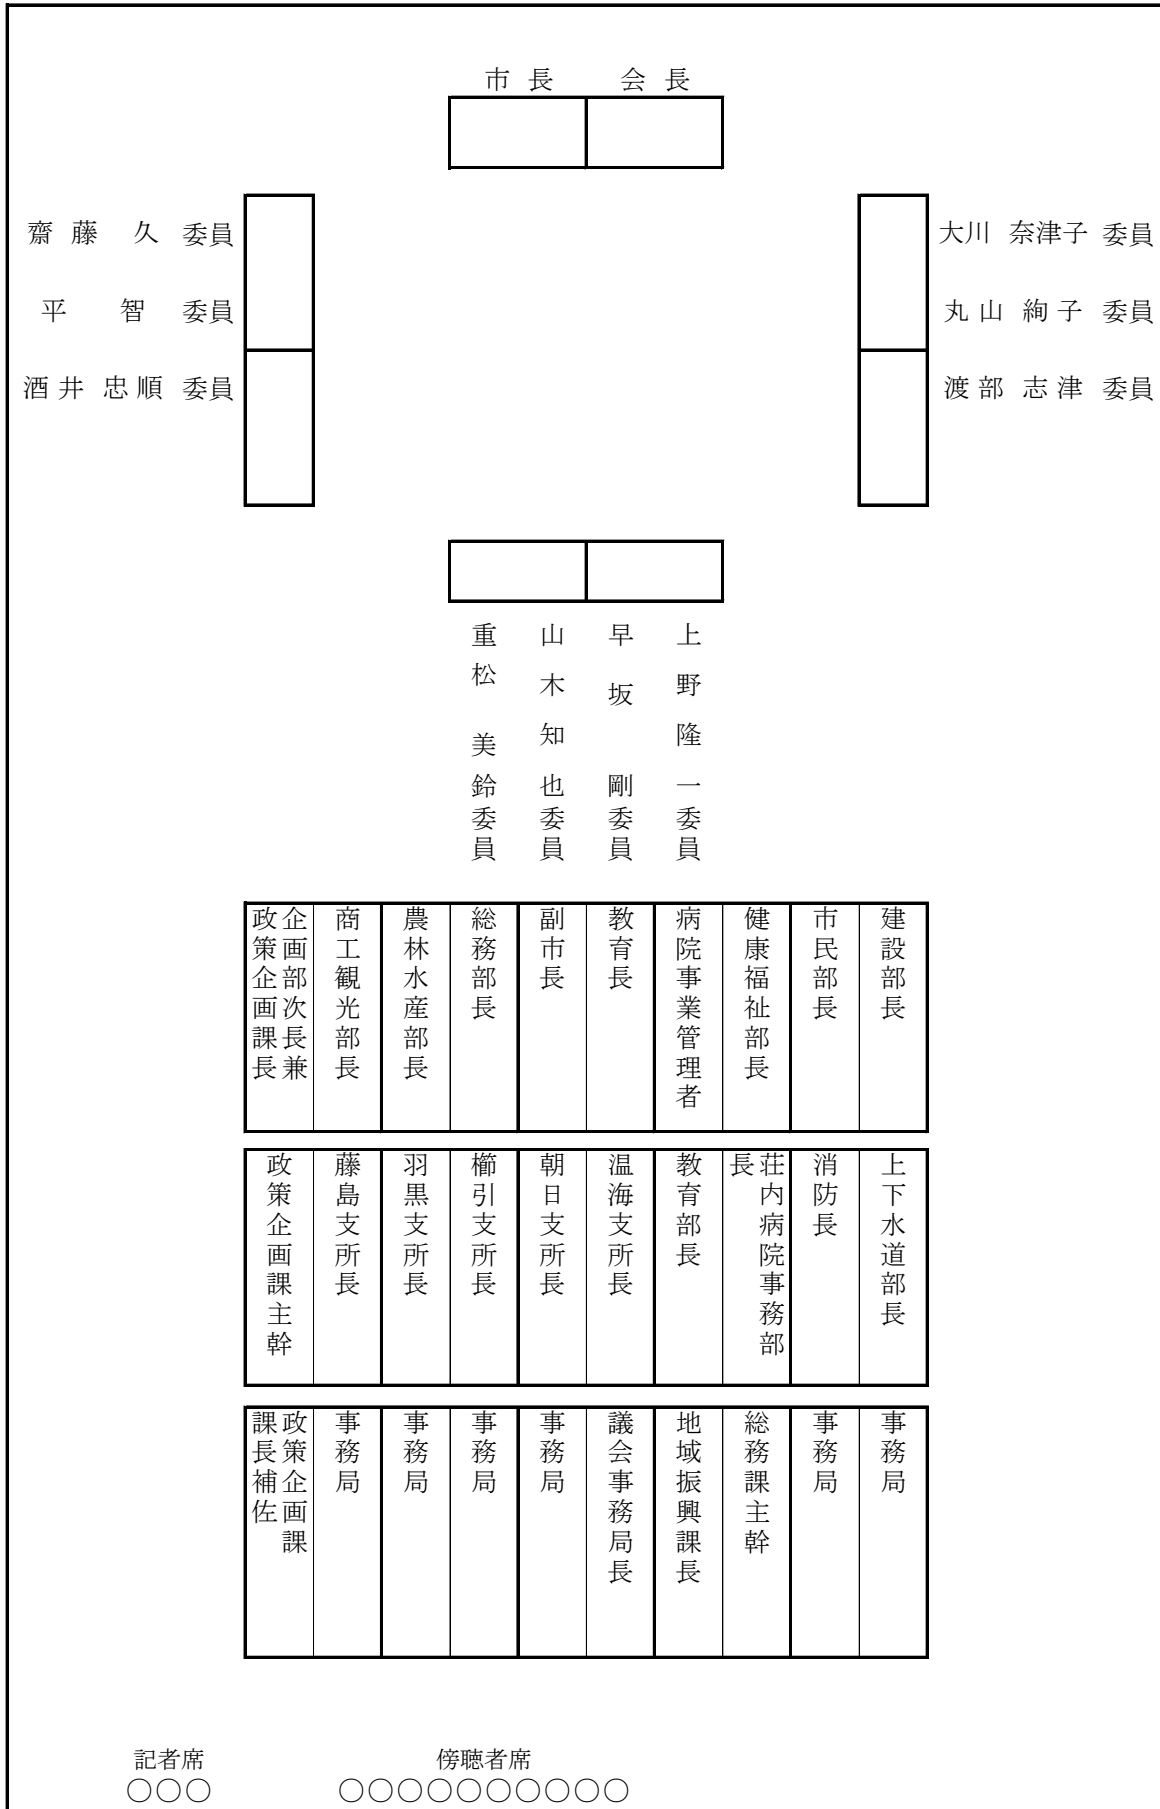 市長 会長
齋藤 久 委員
大川 奈津子 委員
平 智 委員
丸山 絢子 委員
酒井 忠順 委員
渡部 志津 委員
重松 美鈴委員
山木知也委員
早坂 剛委員
上野隆一委員
企画部次長兼
政策企画課長
商工観光部長
農林水産部長
総務部長
副市長
教育長
病院事業管理者
健康福祉部長
市民部長
建設部長
政策企画課主幹
藤島支所長
羽黒支所長
櫛引支所長
朝日支所長
温海支所長
教育部長
荘内病院事務部
長
消防長
上下水道部長
政策企画課
課長補佐
事務局
事務局
事務局
事務局
議会事務局長
地域振興課長
総務課主幹
事務局
事務局
記者席
○○○
傍聴者席
○○○○○○○○○○